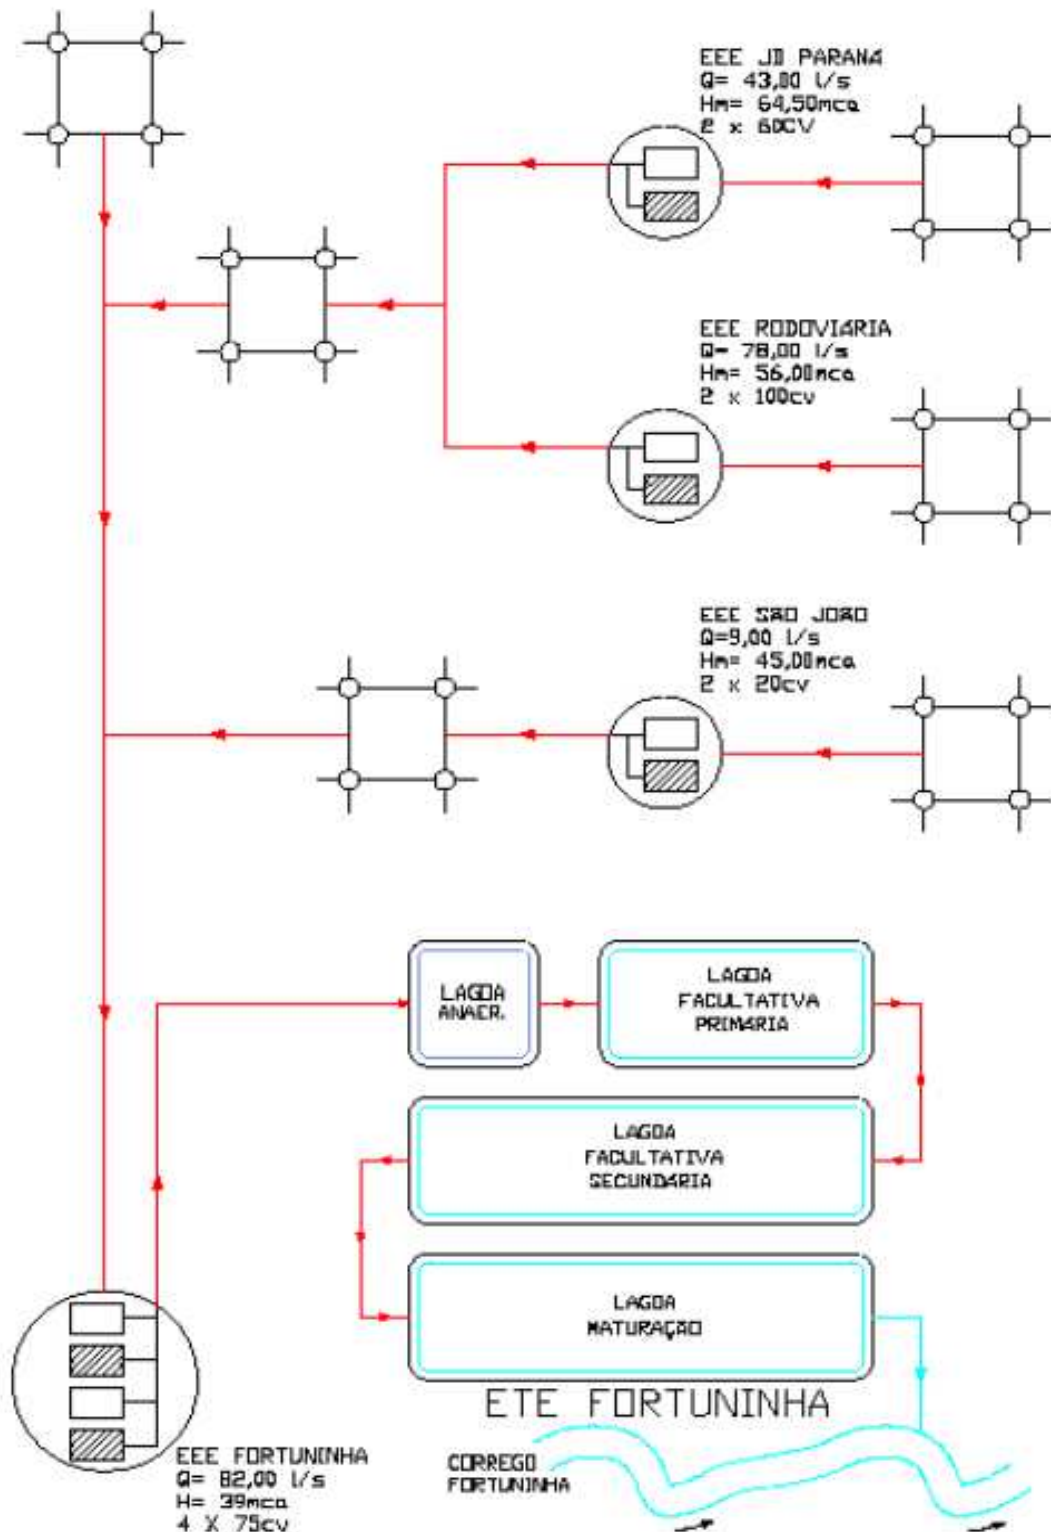 EEE JD PARANÁ
Q= 43,00 l/s
Hm= 64,50mca
2 x 60CV
EEE RODOVIÁRIA
Q= 78,00 l/s
Hm= 56,00mca
2 x 100cv
EEE SÃO JOÃO
Q=9,00 l/s
Hm= 45,00mca
2 x 20cv
LAGOA
ANAER.
LAGOA
FACULTATIVA
PRIMÁRIA
LAGOA
FACULTATIVA
SECUNDÁRIA
LAGOA
MATURAÇÃO
ETE FORTUNINHA
CORREGO
FORTUNINHA
EEE FORTUNINHA
Q= 82,00 l/s
H= 39mca
4 X 75cv